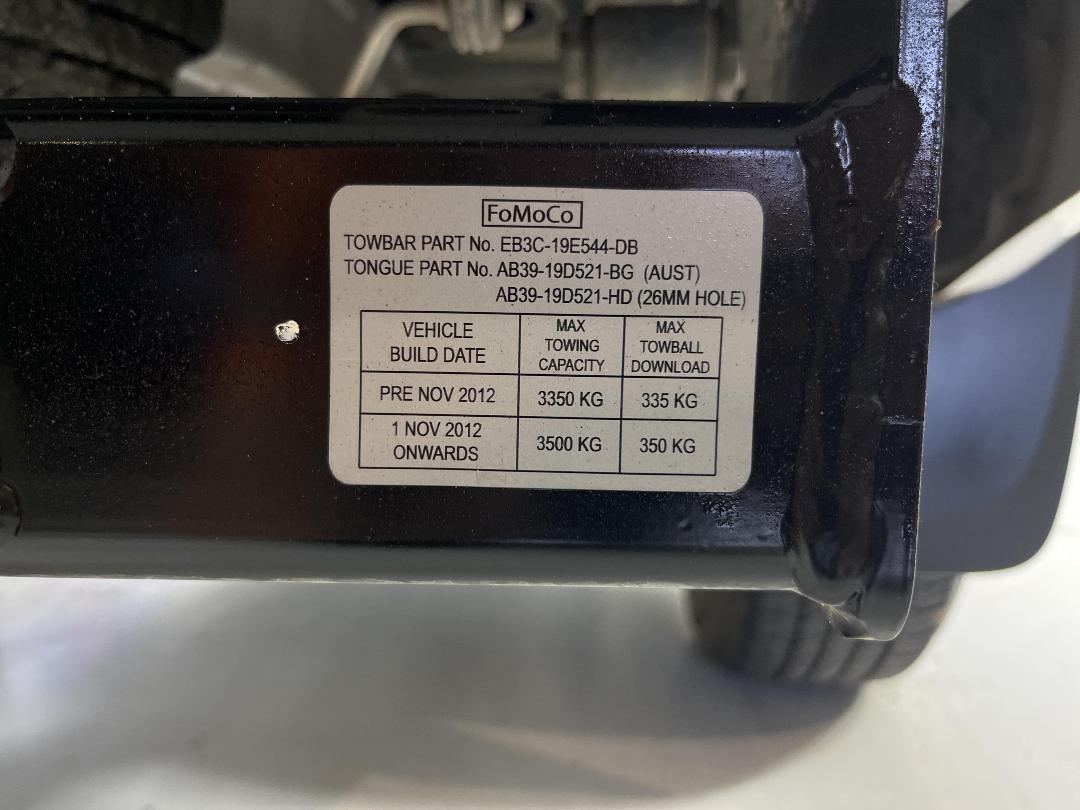 FoMoCo
TOWBAR PART No. EB3C-19E544-DB
TONGUE PART No. AB39-19D521-BG (AUST)
AB39-19D521-HD (26MM HOLE)
VEHICLE
BUILD DATE
MAX
TOWING
CAPACITY
MAX
TOWBALL
DOWNLOAD
PRE NOV 2012
3350 KG
335 KG
1 NOV 2012
ONWARDS
3500 KG
350 KG